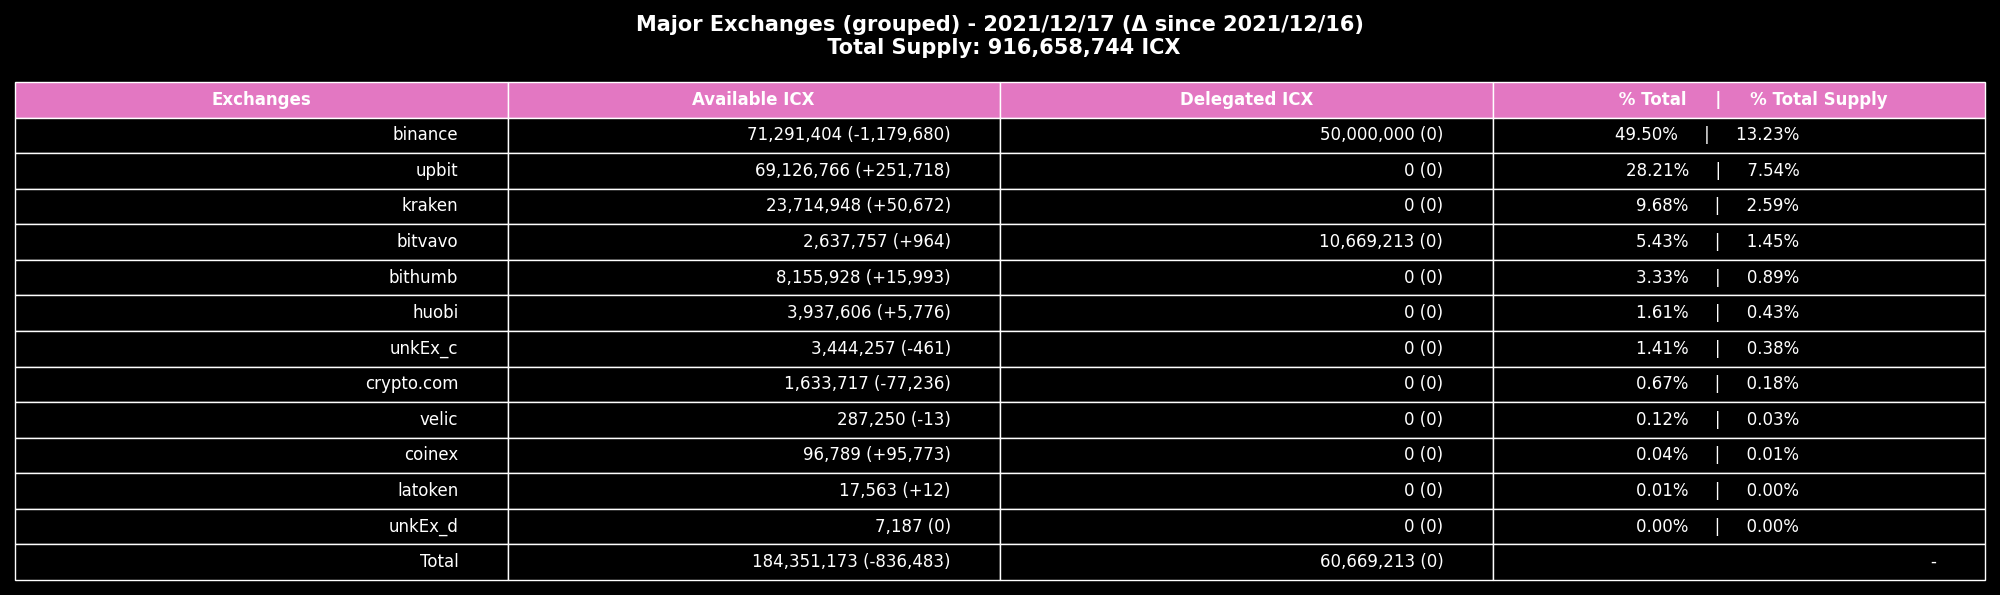 Major Exchanges (grouped) - 2021/12/17 (Δ since 2021/12/16)
Total Supply: 916,658,744 ICX
Exchanges Available ICX Delegated ICX % Total | % Total Supply
binance 71,291,404 (-1,179,680) 50,000,000 (0) 49.50% | 13.23%
upbit 69,126,766 (+251,718) 0 (0) 28.21% | 7.54%
kraken 23,714,948 (+50,672) 0 (0) 9.68% | 2.59%
bitvavo 2,637,757 (+964) 10,669,213 (0) 5.43% | 1.45%
bithumb 8,155,928 (+15,993) 0 (0) 3.33% | 0.89%
huobi 3,937,606 (+5,776) 0 (0) 1.61% | 0.43%
unkEx_c 3,444,257 (-461) 0 (0) 1.41% | 0.38%
crypto.com 1,633,717 (-77,236) 0 (0) 0.67% | 0.18%
velic 287,250 (-13) 0 (0) 0.12% | 0.03%
coinex 96,789 (+95,773) 0 (0) 0.04% | 0.01%
latoken 17,563 (+12) 0 (0) 0.01% | 0.00%
unkEx_d 7,187 (0) 0 (0) 0.00% | 0.00%
Total 184,351,173 (-836,483) 60,669,213 (0) -